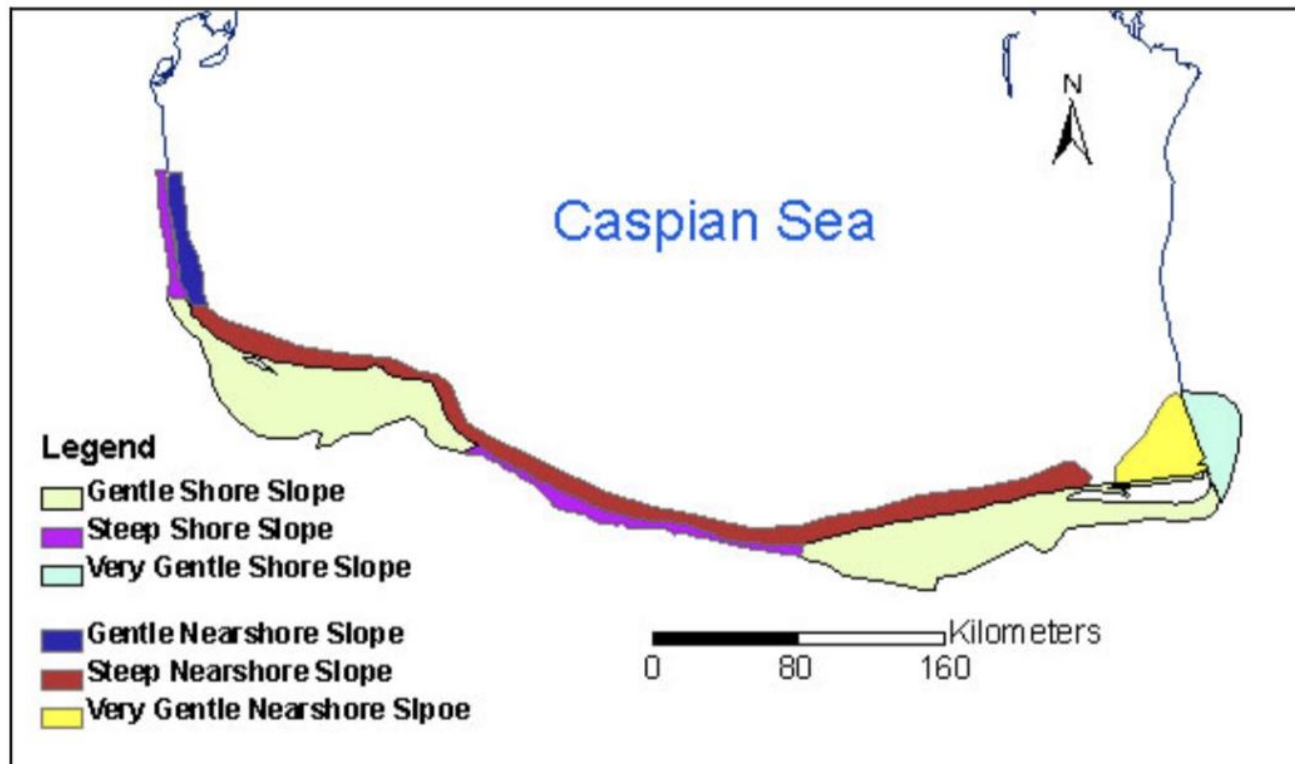 N
Caspian Sea
Legend
Gentle Shore Slope
Steep Shore Slope
Very Gentle Shore Slope
Gentle Nearshore Slope
Steep Nearshore Slope
Very Gentle Nearshore Slpoe
Kilometers
0 80 160